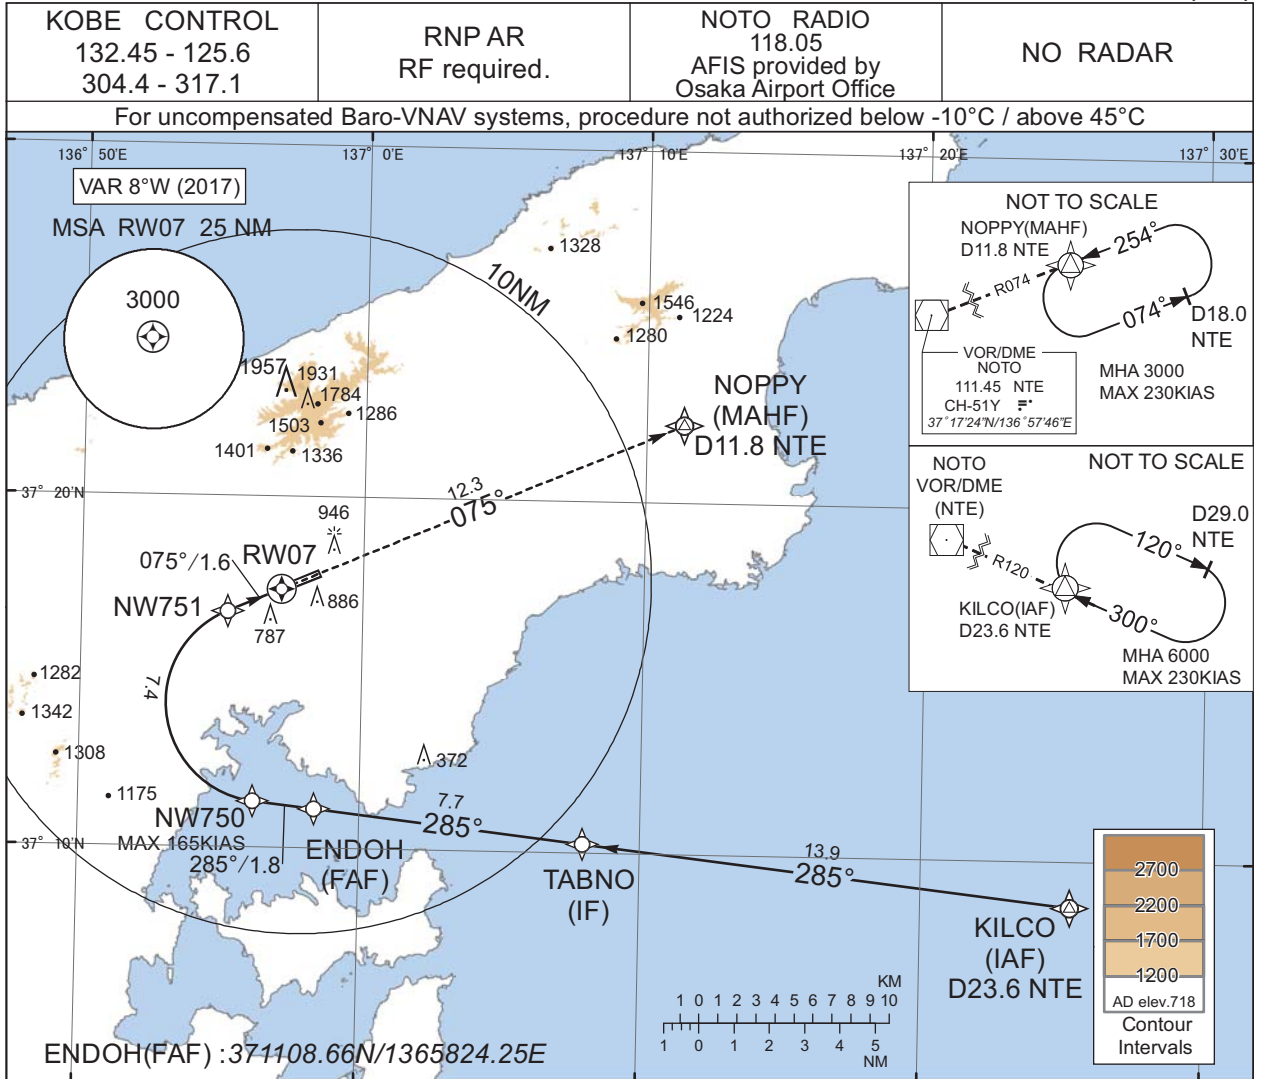 KOBE CONTROL
132.45 - 125.6
304.4 - 317.1
RNP AR
RF required.
NOTO RADIO
118.05
AFIS provided by
Osaka Airport Office
NO RADAR
For uncompensated Baro-VNAV systems, procedure not authorized below -10°C / above 45°C
136° 50'E
137° 0'E
137° 10'E
137° 20'E
137° 30'E
VAR 8°W (2017)
MSA RW07 25 NM
3000
10NM
1328
1546
1224
1280
1957
1931
1784
1286
1503
1401
1336
NOPPY
(MAHF)
D11.8 NTE
37° 20'N
12.3
075°
946
075°/1.6
RW07
NW751
886
787
7.4
1282
1342
1308
1175
372
NW750
MAX 165KIAS
37° 10'N
285°/1.8
ENDOH
(FAF)
7.7
285°
TABNO
(IF)
13.9
285°
KILCO
(IAF)
D23.6 NTE
NOT TO SCALE
NOPPY(MAHF)
D11.8 NTE
254°
R074
074°
D18.0
NTE
VOR/DME
NOTO
111.45 NTE
CH-51Y
37°17'24"N/136°57'46"E
MHA 3000
MAX 230KIAS
NOTO
VOR/DME
(NTE)
NOT TO SCALE
D29.0
NTE
120°
R120
KILCO(IAF)
D23.6 NTE
300°
MHA 6000
MAX 230KIAS
2700
2200
1700
1200
AD elev.718
Contour
Intervals
KM
1 0 1 2 3 4 5 6 7 8 9 10
1 0 1 2 3 4 5
NM
ENDOH(FAF) :371108.66N/1365824.25E